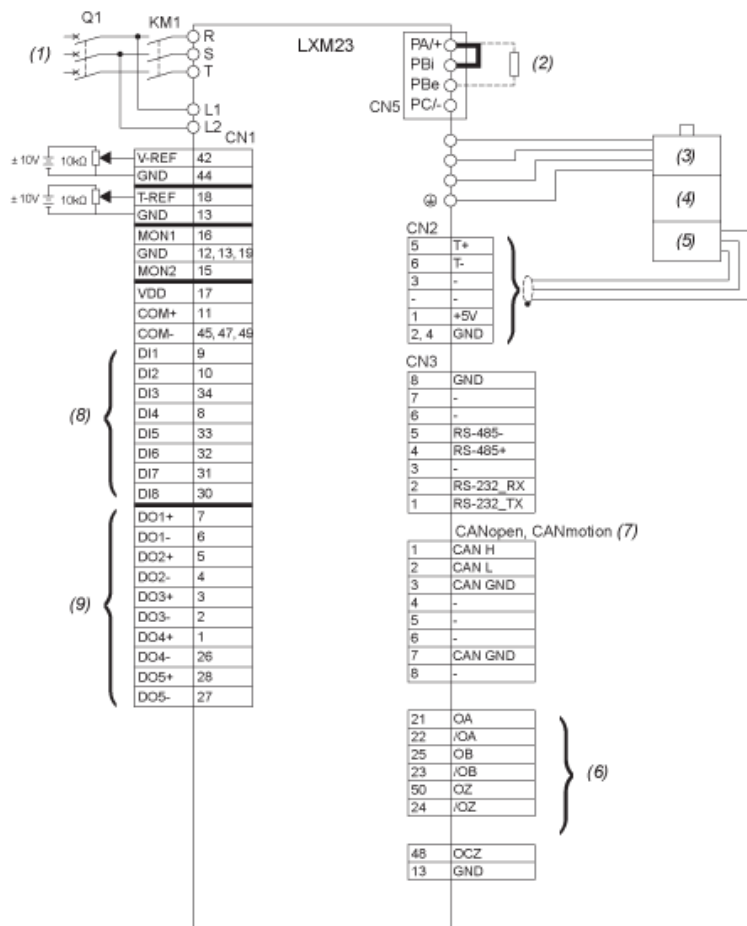 Q1 KM1
(1)
R
S
T
L1
L2
LXM23
PA/+
PBi
PBe
PC/-
CN5
(2)
(3)
(4)
(5)
CN1
± 10V 10kΩ
V-REF 42
GND 44
± 10V 10kΩ
T-REF 18
GND 13
MON1 16
GND 12, 13, 19
MON2 15
VDD 17
COM+ 11
COM- 45, 47, 49
(8)
DI1 9
DI2 10
DI3 34
DI4 8
DI5 33
DI6 32
DI7 31
DI8 30
(9)
DO1+ 7
DO1- 6
DO2+ 5
DO2- 4
DO3+ 3
DO3- 2
DO4+ 1
DO4- 26
DO5+ 28
DO5- 27
CN2
5 T+
6 T-
3 -
- -
1 +5V
2, 4 GND
CN3
8 GND
7 -
6 -
5 RS-485-
4 RS-485+
3 -
2 RS-232_RX
1 RS-232_TX
CANopen, CANmotion (7)
1 CAN H
2 CAN L
3 CAN GND
4 -
5 -
6 -
7 CAN GND
8 -
21 OA
22 /OA
25 OB
23 /OB
50 OZ
24 /OZ
(6)
48 OCZ
13 GND